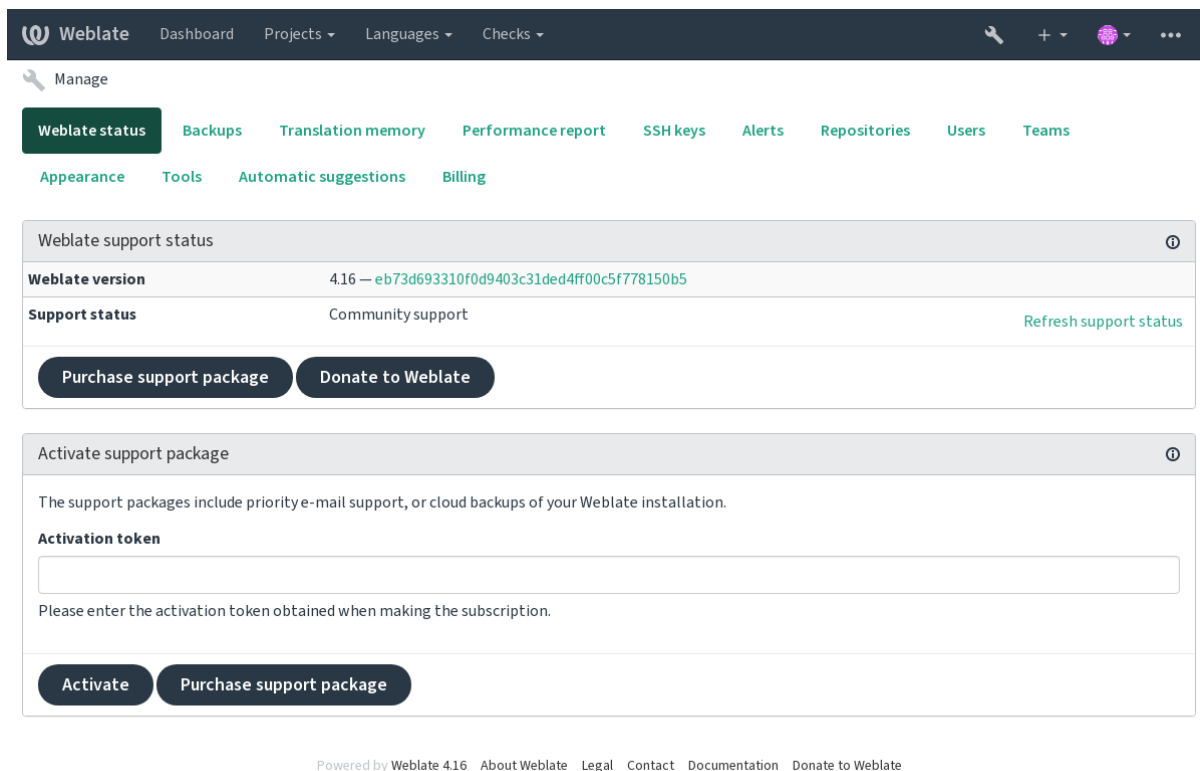 Weblate Dashboard Projects Languages Checks
Manage
Weblate status Backups Translation memory Performance report SSH keys Alerts Repositories Users Teams
Appearance Tools Automatic suggestions Billing
Weblate support status
Weblate version 4.16 — eb73d693310f0d9403c31ded4ff00c5f778150b5
Support status Community support Refresh support status
Purchase support package Donate to Weblate
Activate support package
The support packages include priority e-mail support, or cloud backups of your Weblate installation.
Activation token
Please enter the activation token obtained when making the subscription.
Activate Purchase support package
Powered by Weblate 4.16 About Weblate Legal Contact Documentation Donate to Weblate